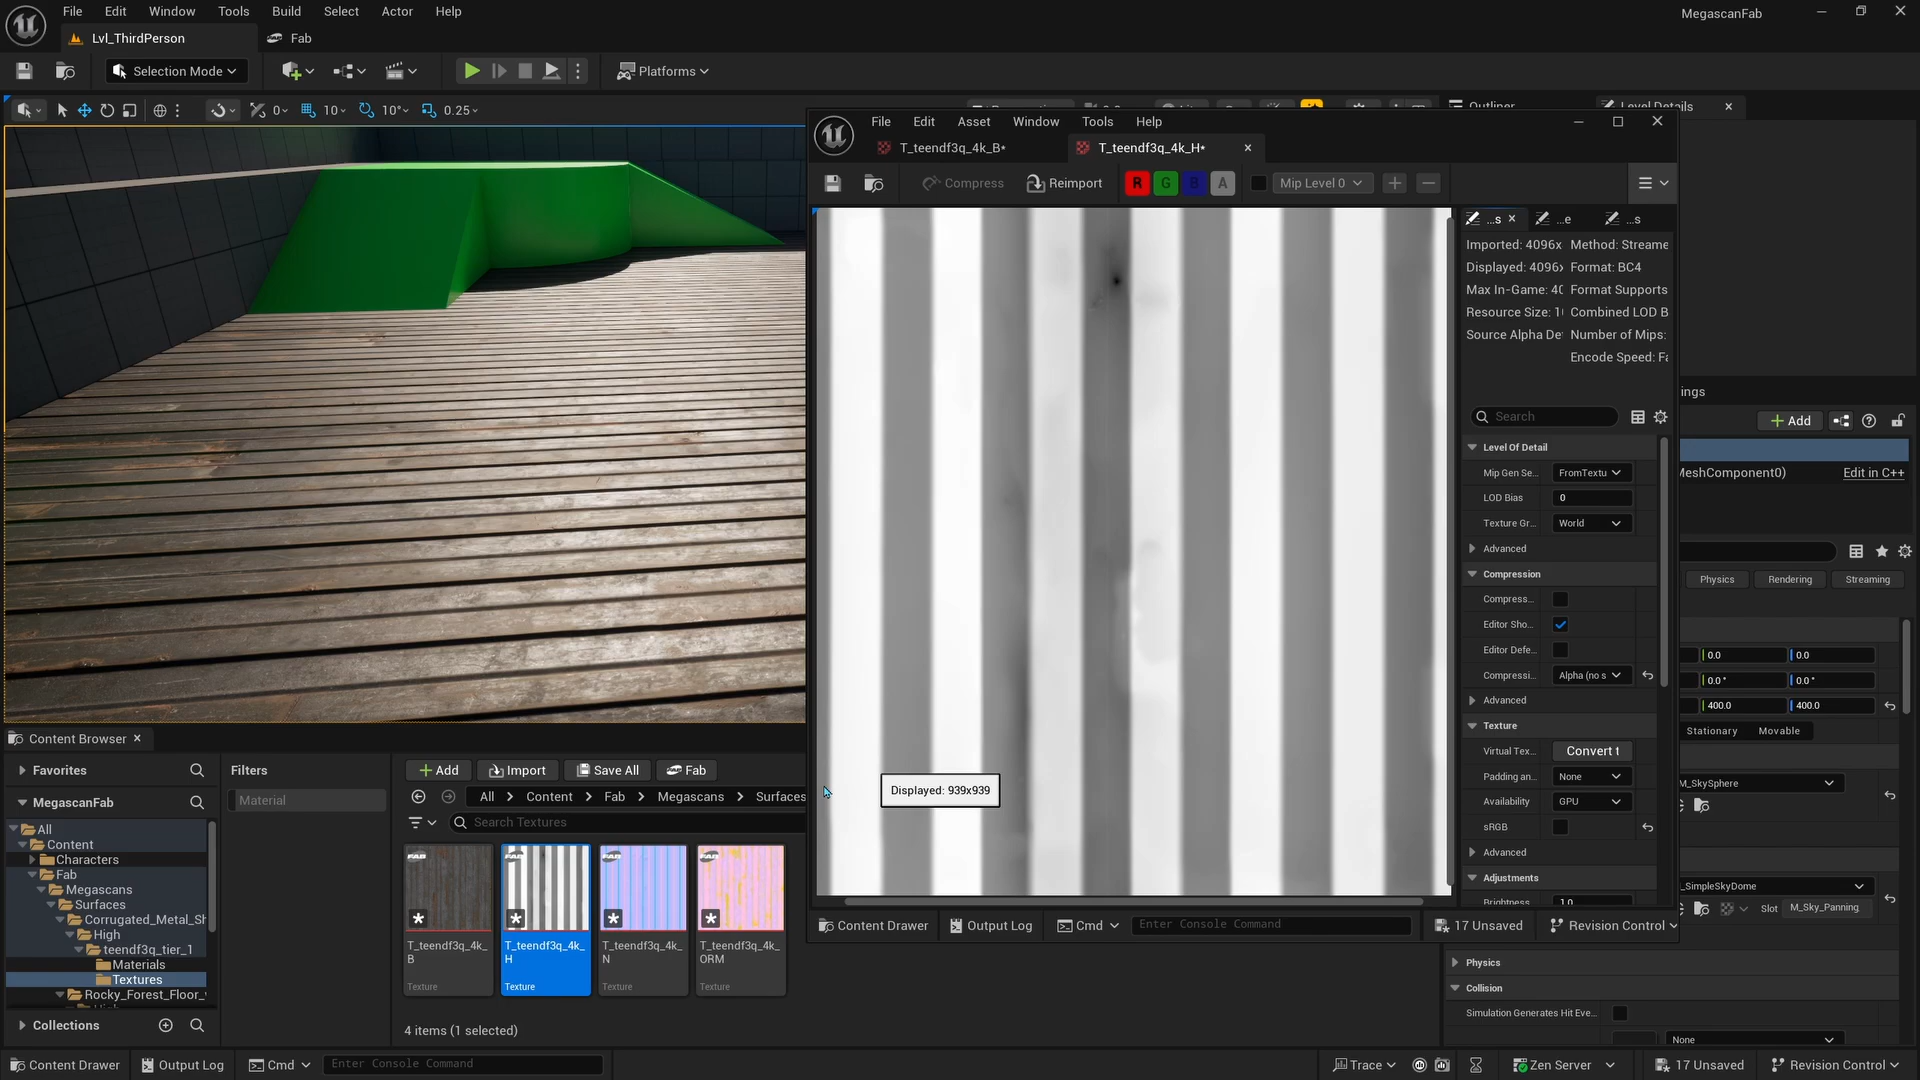 File Edit Window Tools Build Select Actor Help
MegascanFab
Lvl_ThirdPerson
Fab
Selection Mode
Platforms
0
10
10°
0.25
Outliner
Level Details
File Edit Asset Window Tools Help
T_teendf3q_4k_B*
T_teendf3q_4k_H*
Compress
Reimport
R G B A
Mip Level 0
...s
...e
...s
Imported: 4096x
Method: Streame
Displayed: 4096x
Format: BC4
Max In-Game: 40
Format Supports
Resource Size: 1
Combined LOD B
Source Alpha De
Number of Mips:
Encode Speed: Fa
Search
Level Of Detail
Mip Gen Se...
FromTextu
LOD Bias
0
Texture Gr...
World
Advanced
Compression
Compress...
Editor Sho...
Editor Defe...
Compressi...
Alpha (no s
Advanced
Texture
Virtual Tex...
Convert t
Padding an...
None
Availability
GPU
sRGB
Advanced
Adjustments
Brightness
1.0
Displayed: 939x939
Content Drawer
Output Log
Cmd
Enter Console Command
17 Unsaved
Revision Control
ings
Add
MeshComponent0)
Edit in C++
Physics
Rendering
Streaming
0.0
0.0
0.0 °
0.0 °
400.0
400.0
Stationary
Movable
M_SkySphere
_SimpleSkyDome
Slot
M_Sky_Panning
Physics
Collision
Simulation Generates Hit Eve...
None
Content Browser
Favorites
MegascanFab
All
Content
Characters
Fab
Megascans
Surfaces
Corrugated_Metal_Sh
High
teendf3q_tier_1
Materials
Textures
Rocky_Forest_Floor_
Collections
Filters
Material
Add
Import
Save All
Fab
All > Content > Fab > Megascans > Surfaces
Search Textures
FAB
FAB
FAB
FAB
T_teendf3q_4k_
B
Texture
T_teendf3q_4k_
H
Texture
T_teendf3q_4k_
N
Texture
T_teendf3q_4k_
ORM
Texture
4 items (1 selected)
Content Drawer
Output Log
Cmd
Enter Console Command
Trace
Zen Server
17 Unsaved
Revision Control